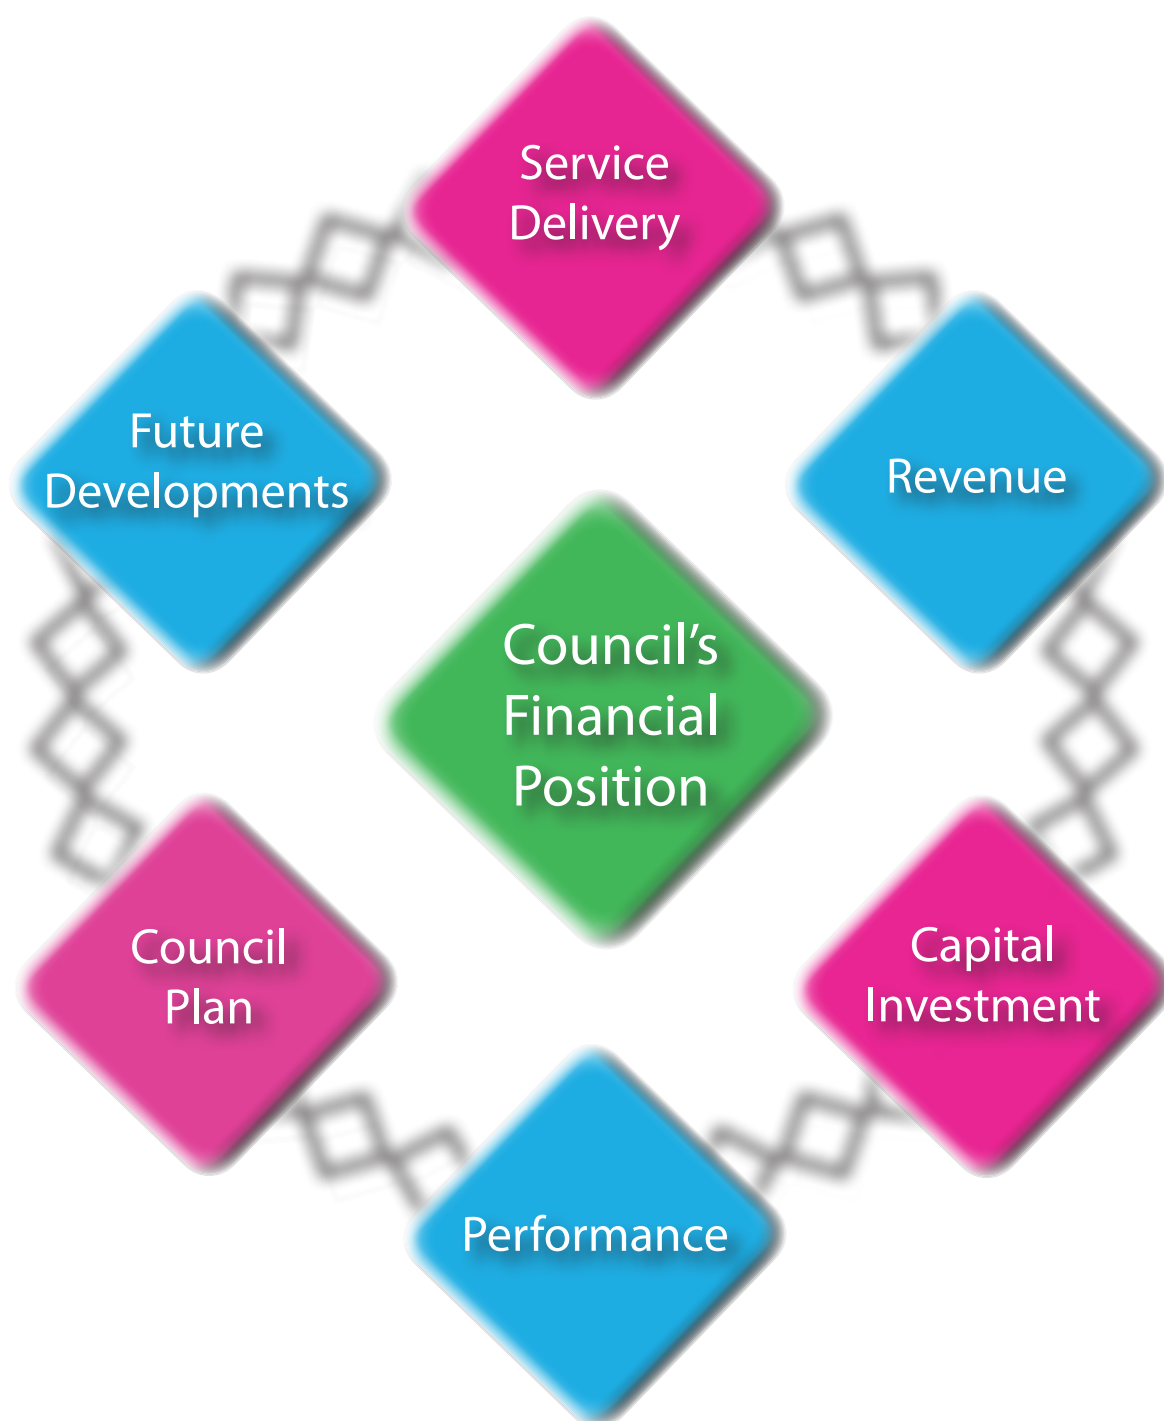 Service
Delivery
Future
Developments
Revenue
Council’s
Financial
Position
Council
Plan
Capital
Investment
Performance